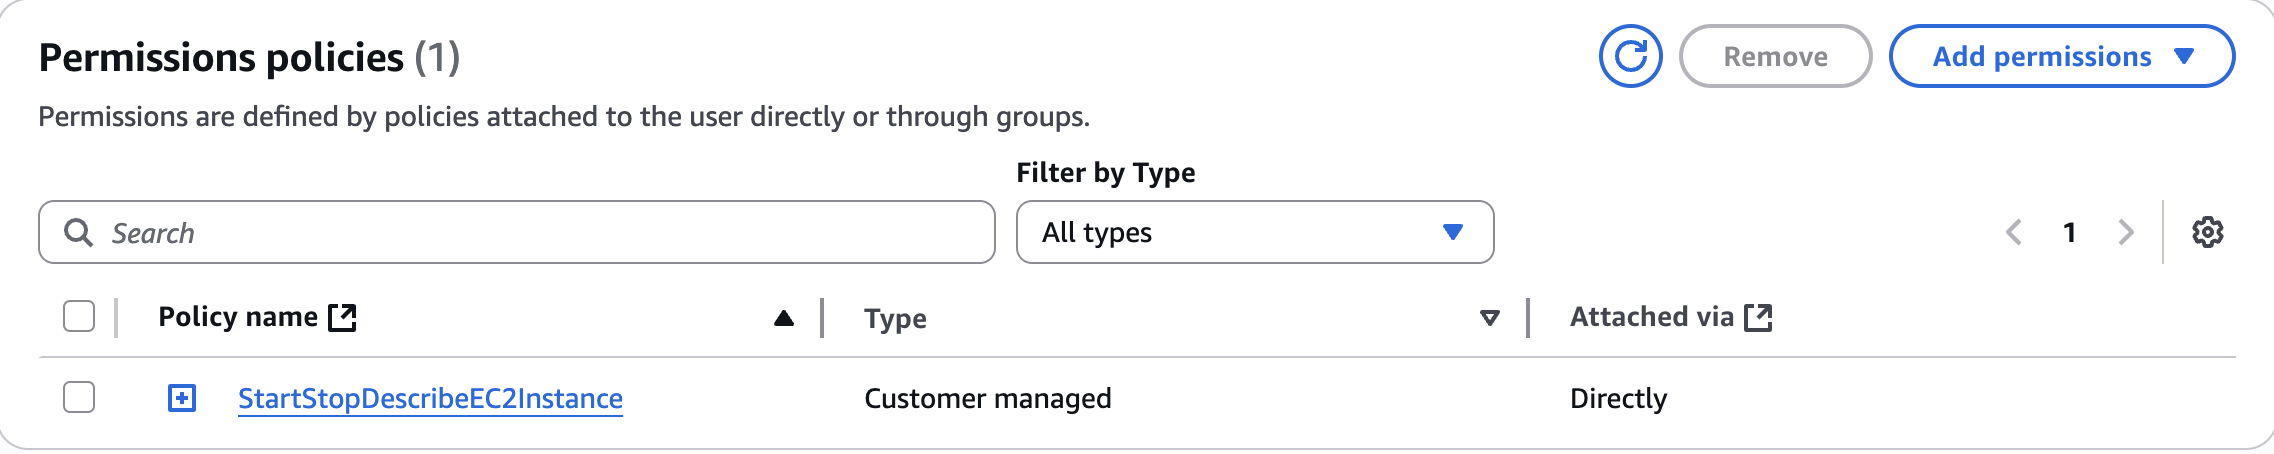 Permissions policies (1)
Remove
Add permissions
Permissions are defined by policies attached to the user directly or through groups.
Filter by Type
Search
All types
1
Policy name
Type
Attached via
StartStopDescribeEC2Instance
Customer managed
Directly